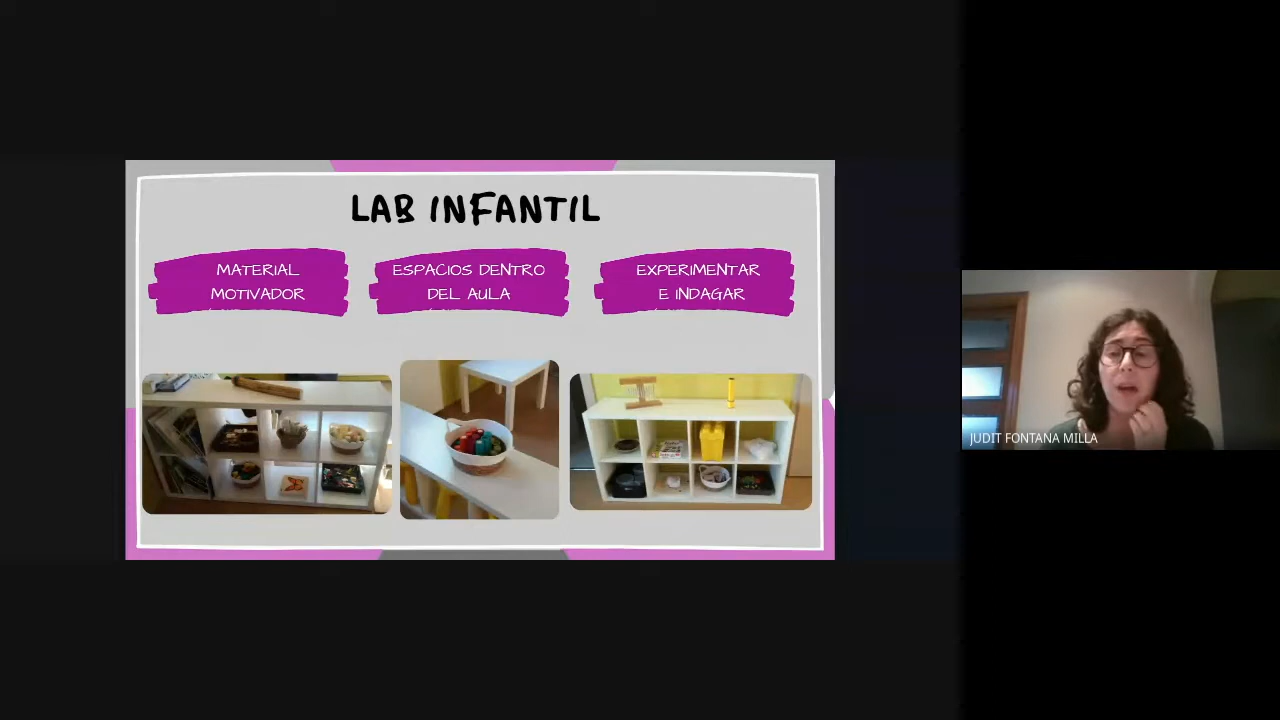 LAB INFANTIL
MATERIAL
MOTIVADOR
ESPACIOS DENTRO
DEL AULA
EXPERIMENTAR
E INDAGAR
JUDIT FONTANA MILLA